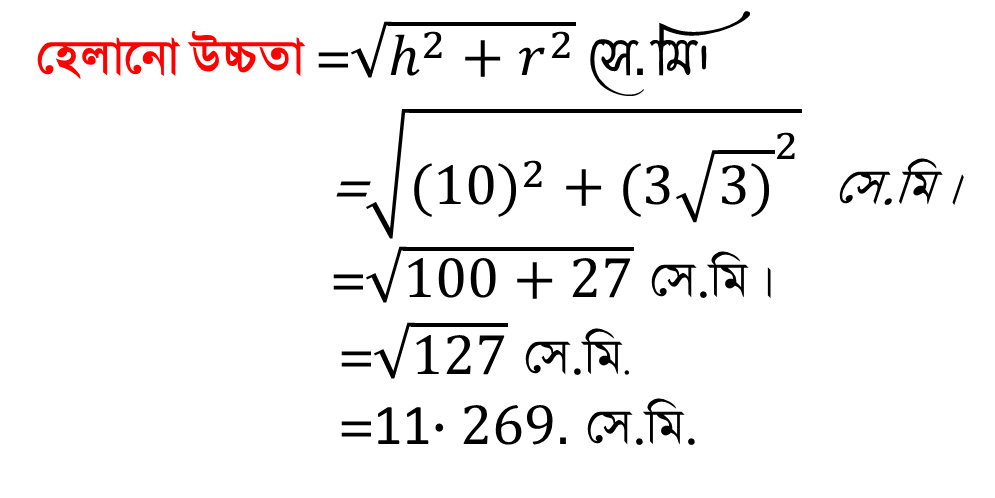 হেলানো উচ্চতা =√h² + r² সে. মি।
=√(10)² + (3√3)² সে.মি।
=√100 + 27 সে.মি।
=√127 সে.মি.
=11· 269. সে.মি.